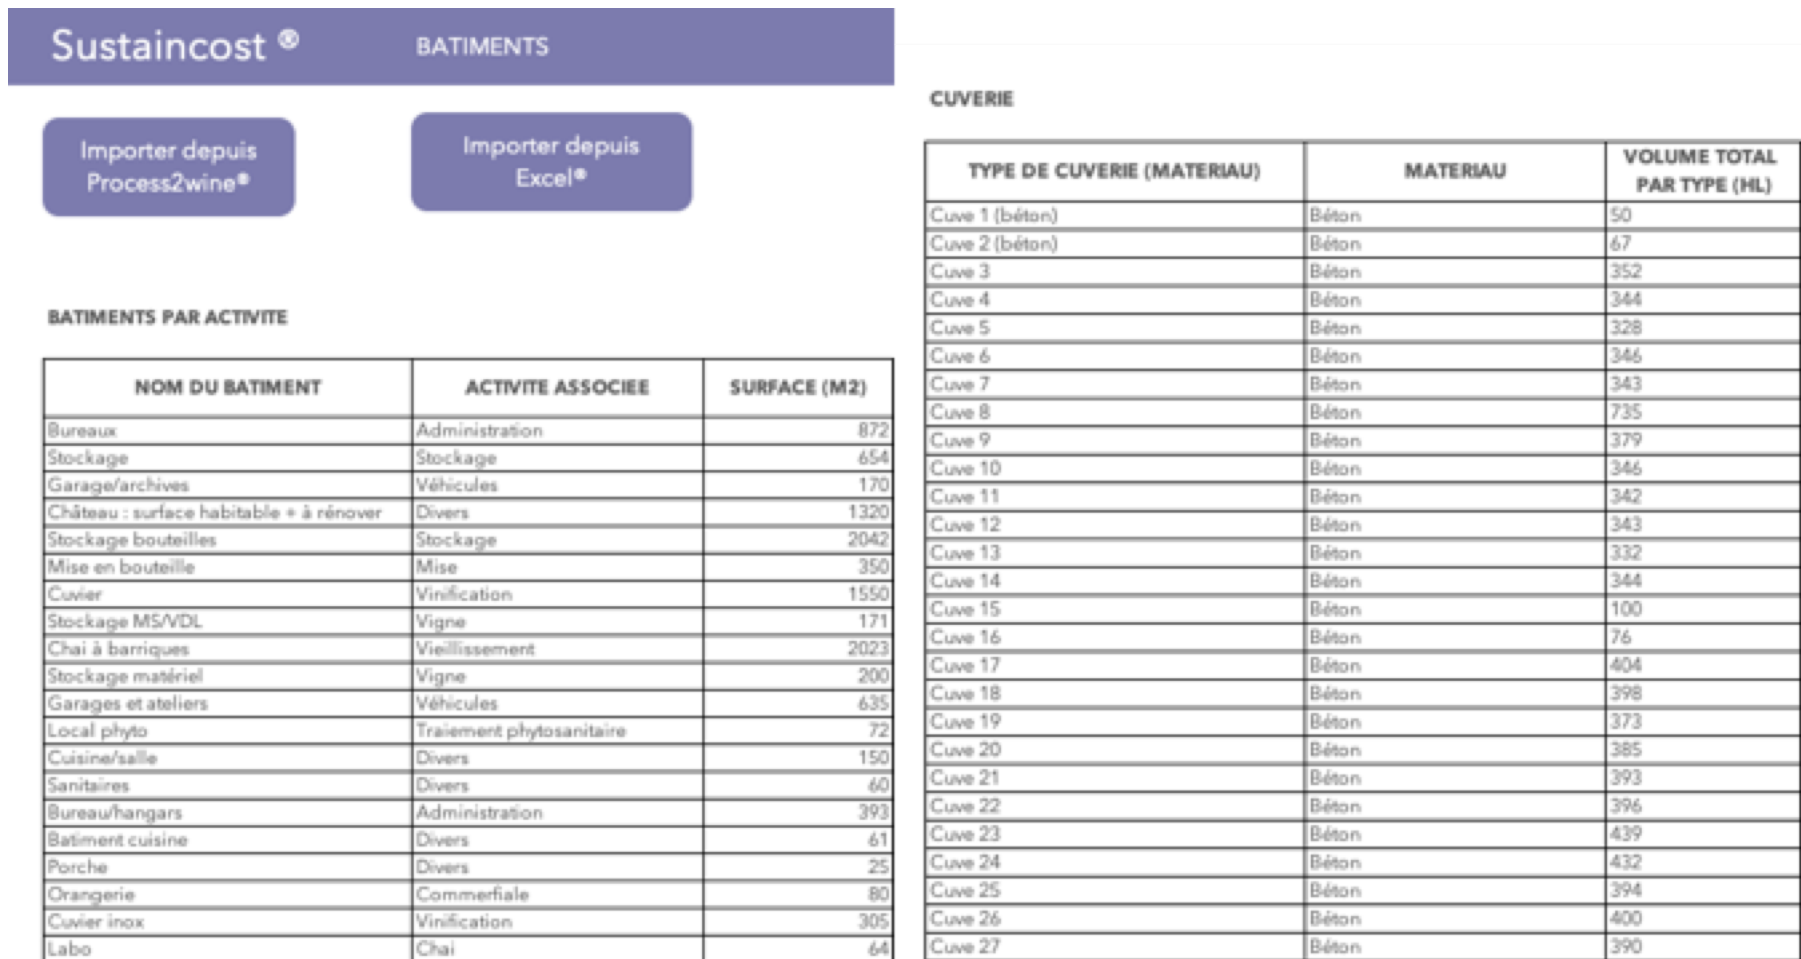 Sustaincost ®
BATIMENTS
Importer depuis
Process2wine®
Importer depuis
Excel®
BATIMENTS PAR ACTIVITE
NOM DU BATIMENT ACTIVITE ASSOCIEE SURFACE (M2)
Bureaux Administration 872
Stockage Stockage 654
Garage/archives Véhicules 170
Château : surface habitable + à rénover Divers 1320
Stockage bouteilles Stockage 2042
Mise en bouteille Mise 350
Cuvier Vinification 1550
Stockage MS/VDL Vigne 171
Chai à barriques Vieillissement 2023
Stockage matériel Vigne 200
Garages et ateliers Véhicules 635
Local phyto Traiement phytosanitaire 72
Cuisine/salle Divers 150
Sanitaires Divers 60
Bureau/hangars Administration 393
Batiment cuisine Divers 61
Porche Divers 25
Orangerie Commerfiale 80
Cuvier inox Vinification 305
Labo Chai 64
CUVERIE
TYPE DE CUVERIE (MATERIAU) MATERIAU VOLUME TOTAL
PAR TYPE (HL)
Cuve 1 (béton) Béton 50
Cuve 2 (béton) Béton 67
Cuve 3 Béton 352
Cuve 4 Béton 344
Cuve 5 Béton 328
Cuve 6 Béton 346
Cuve 7 Béton 343
Cuve 8 Béton 735
Cuve 9 Béton 379
Cuve 10 Béton 346
Cuve 11 Béton 342
Cuve 12 Béton 343
Cuve 13 Béton 332
Cuve 14 Béton 344
Cuve 15 Béton 100
Cuve 16 Béton 76
Cuve 17 Béton 404
Cuve 18 Béton 398
Cuve 19 Béton 373
Cuve 20 Béton 385
Cuve 21 Béton 393
Cuve 22 Béton 396
Cuve 23 Béton 439
Cuve 24 Béton 432
Cuve 25 Béton 394
Cuve 26 Béton 400
Cuve 27 Béton 390